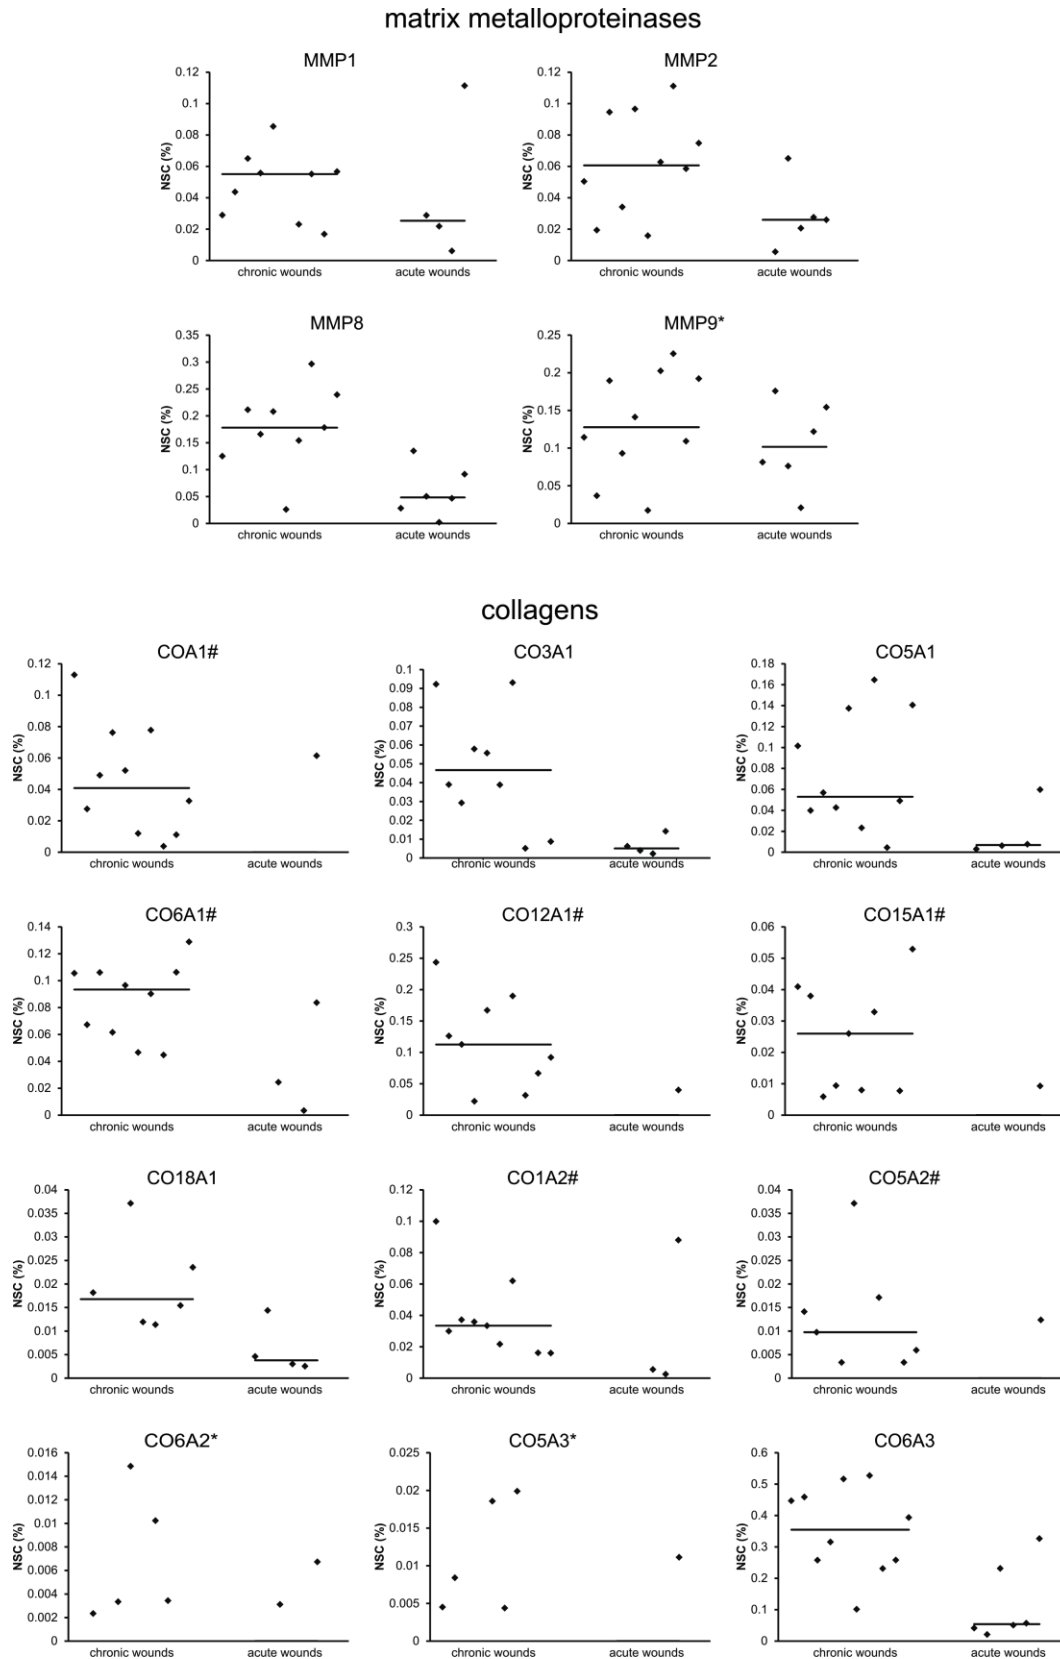 matrix metalloproteinases
MMP1
0.12
0.1
0.08
0.06
0.04
0.02
0
NSC (%)
chronic wounds
acute wounds
MMP2
0.12
0.1
0.08
0.06
0.04
0.02
0
NSC (%)
chronic wounds
acute wounds
MMP8
0.35
0.3
0.25
0.2
0.15
0.1
0.05
0
NSC (%)
chronic wounds
acute wounds
MMP9*
0.25
0.2
0.15
0.1
0.05
0
NSC (%)
chronic wounds
acute wounds
collagens
COA1#
0.12
0.1
0.08
0.06
0.04
0.02
0
NSC (%)
chronic wounds
acute wounds
CO3A1
0.1
0.09
0.08
0.07
0.06
0.05
0.04
0.03
0.02
0.01
0
NSC (%)
chronic wounds
acute wounds
CO5A1
0.18
0.16
0.14
0.12
0.1
0.08
0.06
0.04
0.02
0
NSC (%)
chronic wounds
acute wounds
CO6A1#
0.14
0.12
0.1
0.08
0.06
0.04
0.02
0
NSC (%)
chronic wounds
acute wounds
CO12A1#
0.3
0.25
0.2
0.15
0.1
0.05
0
NSC (%)
chronic wounds
acute wounds
CO15A1#
0.06
0.05
0.04
0.03
0.02
0.01
0
NSC (%)
chronic wounds
acute wounds
CO18A1
0.04
0.035
0.03
0.025
0.02
0.015
0.01
0.005
0
NSC (%)
chronic wounds
acute wounds
CO1A2#
0.12
0.1
0.08
0.06
0.04
0.02
0
NSC (%)
chronic wounds
acute wounds
CO5A2#
0.04
0.035
0.03
0.025
0.02
0.015
0.01
0.005
0
NSC (%)
chronic wounds
acute wounds
CO6A2*
0.016
0.014
0.012
0.01
0.008
0.006
0.004
0.002
0
NSC (%)
chronic wounds
acute wounds
CO5A3*
0.025
0.02
0.015
0.01
0.005
0
NSC (%)
chronic wounds
acute wounds
CO6A3
0.6
0.5
0.4
0.3
0.2
0.1
0
NSC (%)
chronic wounds
acute wounds